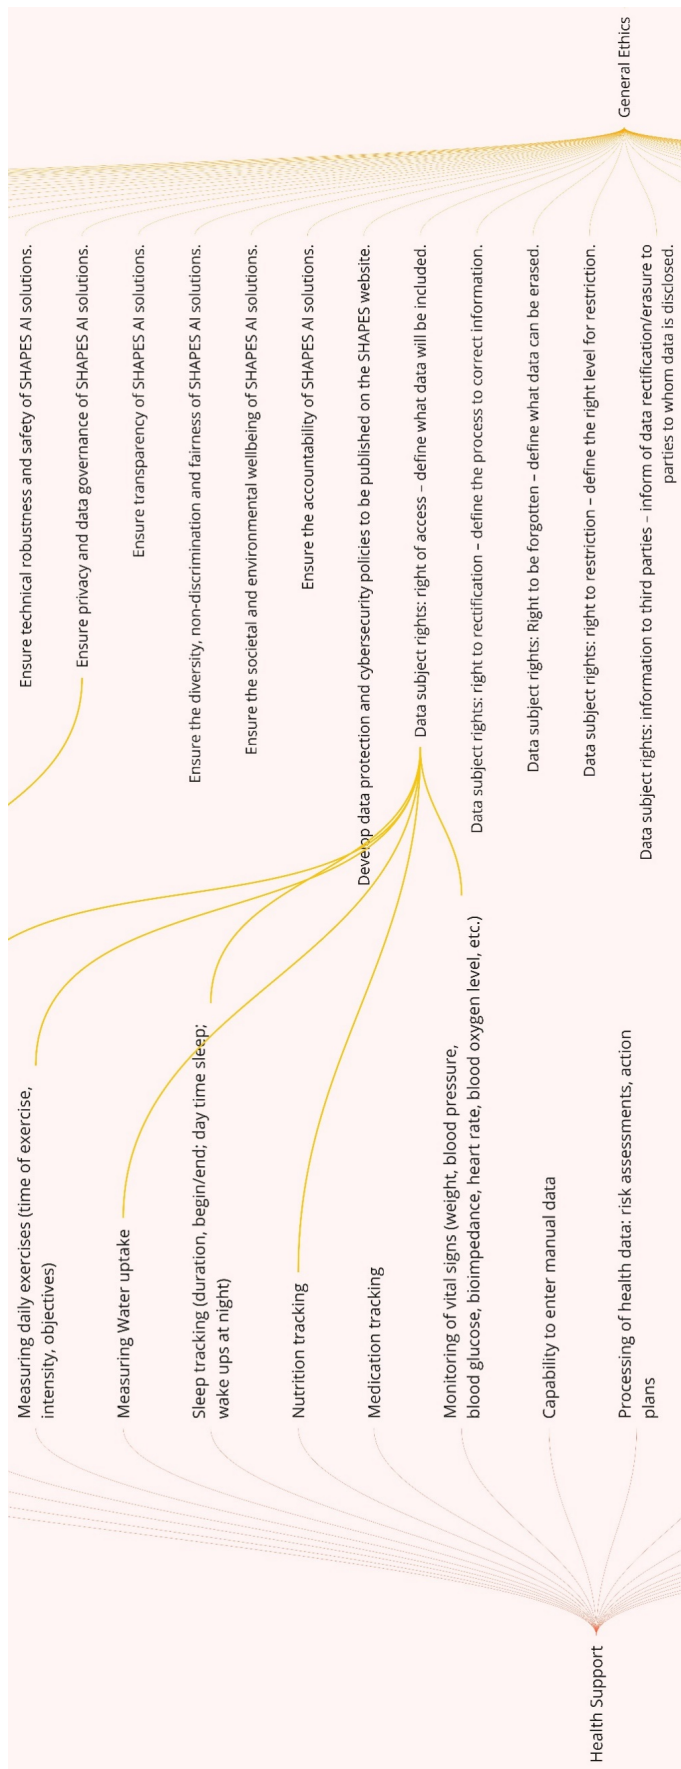 General Ethics
Ensure technical robustness and safety of SHAPES AI solutions.
Ensure privacy and data governance of SHAPES AI solutions.
Ensure transparency of SHAPES AI solutions.
Ensure the diversity, non-discrimination and fairness of SHAPES AI solutions.
Ensure the societal and environmental wellbeing of SHAPES AI solutions.
Ensure the accountability of SHAPES AI solutions.
Develop data protection and cybersecurity policies to be published on the SHAPES website.
Data subject rights: right of access – define what data will be included.
Data subject rights: right to rectification – define the process to correct information.
Data subject rights: Right to be forgotten – define what data can be erased.
Data subject rights: right to restriction – define the right level for restriction.
Data subject rights: information to third parties – inform of data rectification/erasure to
parties to whom data is disclosed.
Measuring daily exercises (time of exercise,
intensity, objectives)
Measuring Water uptake
Sleep tracking (duration, begin/end; day time sleep;
wake ups at night)
Nutrition tracking
Medication tracking
Monitoring of vital signs (weight, blood pressure,
blood glucose, bioimpedance, heart rate, blood oxygen level, etc.)
Capability to enter manual data
Processing of health data: risk assessments, action
plans
Health Support